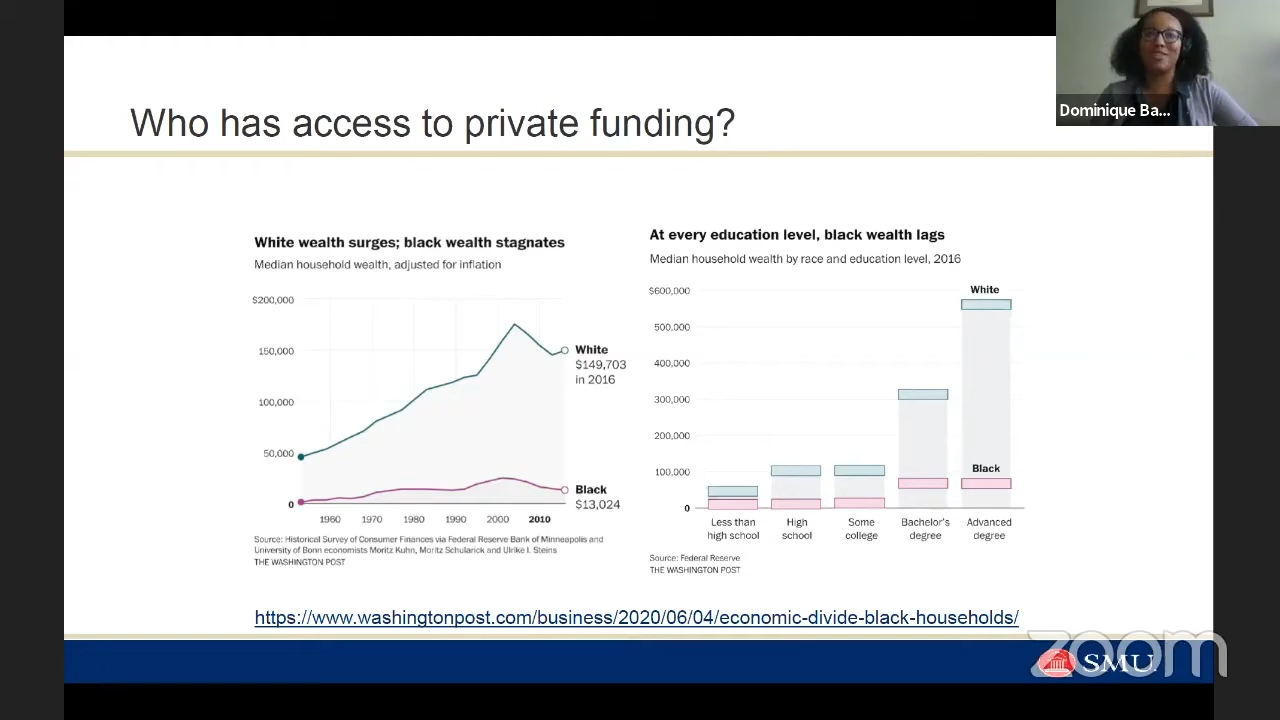 Dominique Ba...
Who has access to private funding?
White wealth surges; black wealth stagnates
Median household wealth, adjusted for inflation
$200,000
150,000
100,000
50,000
0
White
$149,703
in 2016
Black
$13,024
1960 1970 1980 1990 2000 2010
Source: Historical Survey of Consumer Finances via Federal Reserve Bank of Minneapolis and
University of Bonn economists Moritz Kuhn, Moritz Schularick and Ulrike I. Steins
THE WASHINGTON POST
At every education level, black wealth lags
Median household wealth by race and education level, 2016
$600,000
500,000
400,000
300,000
200,000
100,000
0
White
Black
Less than
high school
High
school
Some
college
Bachelor's
degree
Advanced
degree
Source: Federal Reserve
THE WASHINGTON POST
https://www.washingtonpost.com/business/2020/06/04/economic-divide-black-households/
SMU
zoom